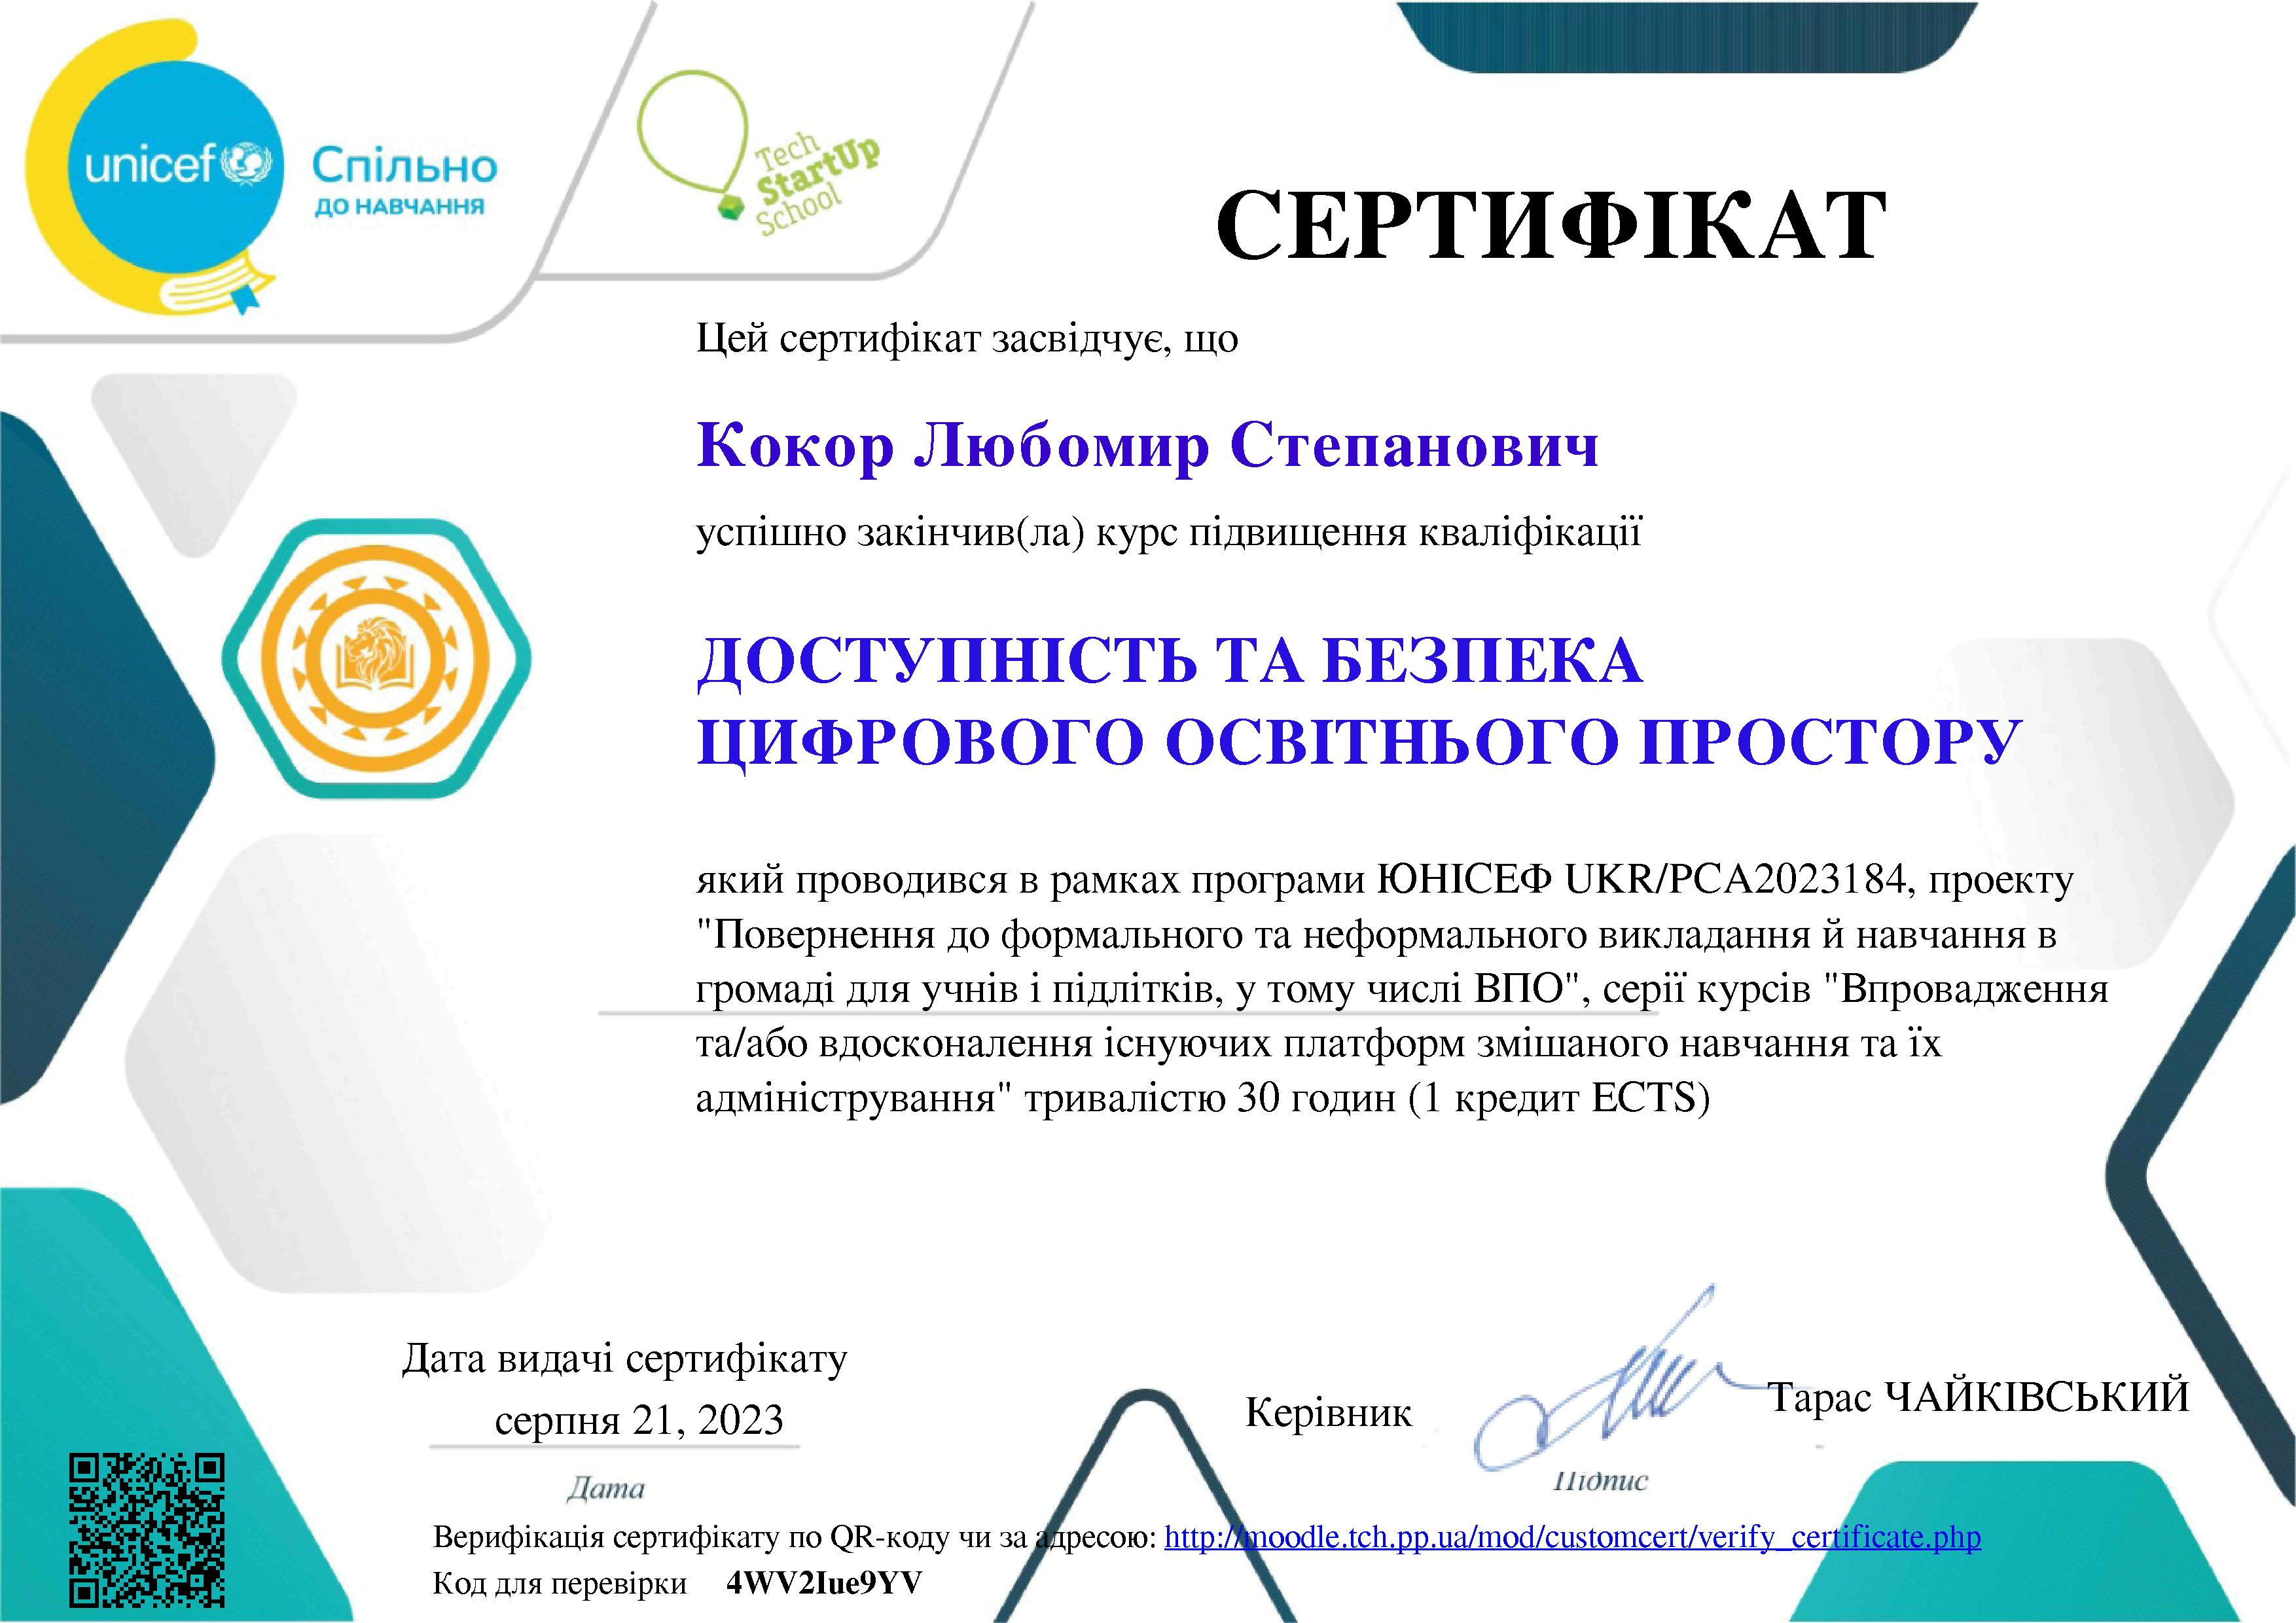 unicef
Спільно
ДО НАВЧАННЯ
Tech
StartUp
School
СЕРТИФІКАТ
Цей сертифікат засвідчує, що
Кокор Любомир Степанович
успішно закінчив(ла) курс підвищення кваліфікації
ДОСТУПНІСТЬ ТА БЕЗПЕКА
ЦИФРОВОГО ОСВІТНЬОГО ПРОСТОРУ
який проводився в рамках програми ЮНІСЕФ UKR/PCA2023184, проекту
"Повернення до формального та неформального викладання й навчання в
громаді для учнів і підлітків, у тому числі ВПО", серії курсів "Впровадження
та/або вдосконалення існуючих платформ змішаного навчання та їх
адміністрування" тривалістю 30 годин (1 кредит ECTS)
Дата видачі сертифікату
серпня 21, 2023
Дата
Керівник
Тарас ЧАЙКІВСЬКИЙ
Підпис
Верифікація сертифікату по QR-коду чи за адресою: http://moodle.tch.pp.ua/mod/customcert/verify_certificate.php
Код для перевірки 4WV2Iue9YV